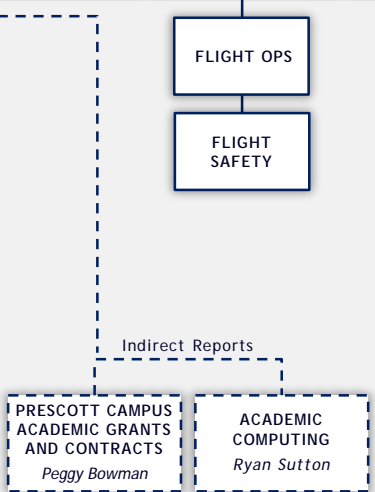 FLIGHT OPS
FLIGHT
SAFETY
Indirect Reports
PRESCOTT CAMPUS
ACADEMIC GRANTS
AND CONTRACTS
Peggy Bowman
ACADEMIC
COMPUTING
Ryan Sutton